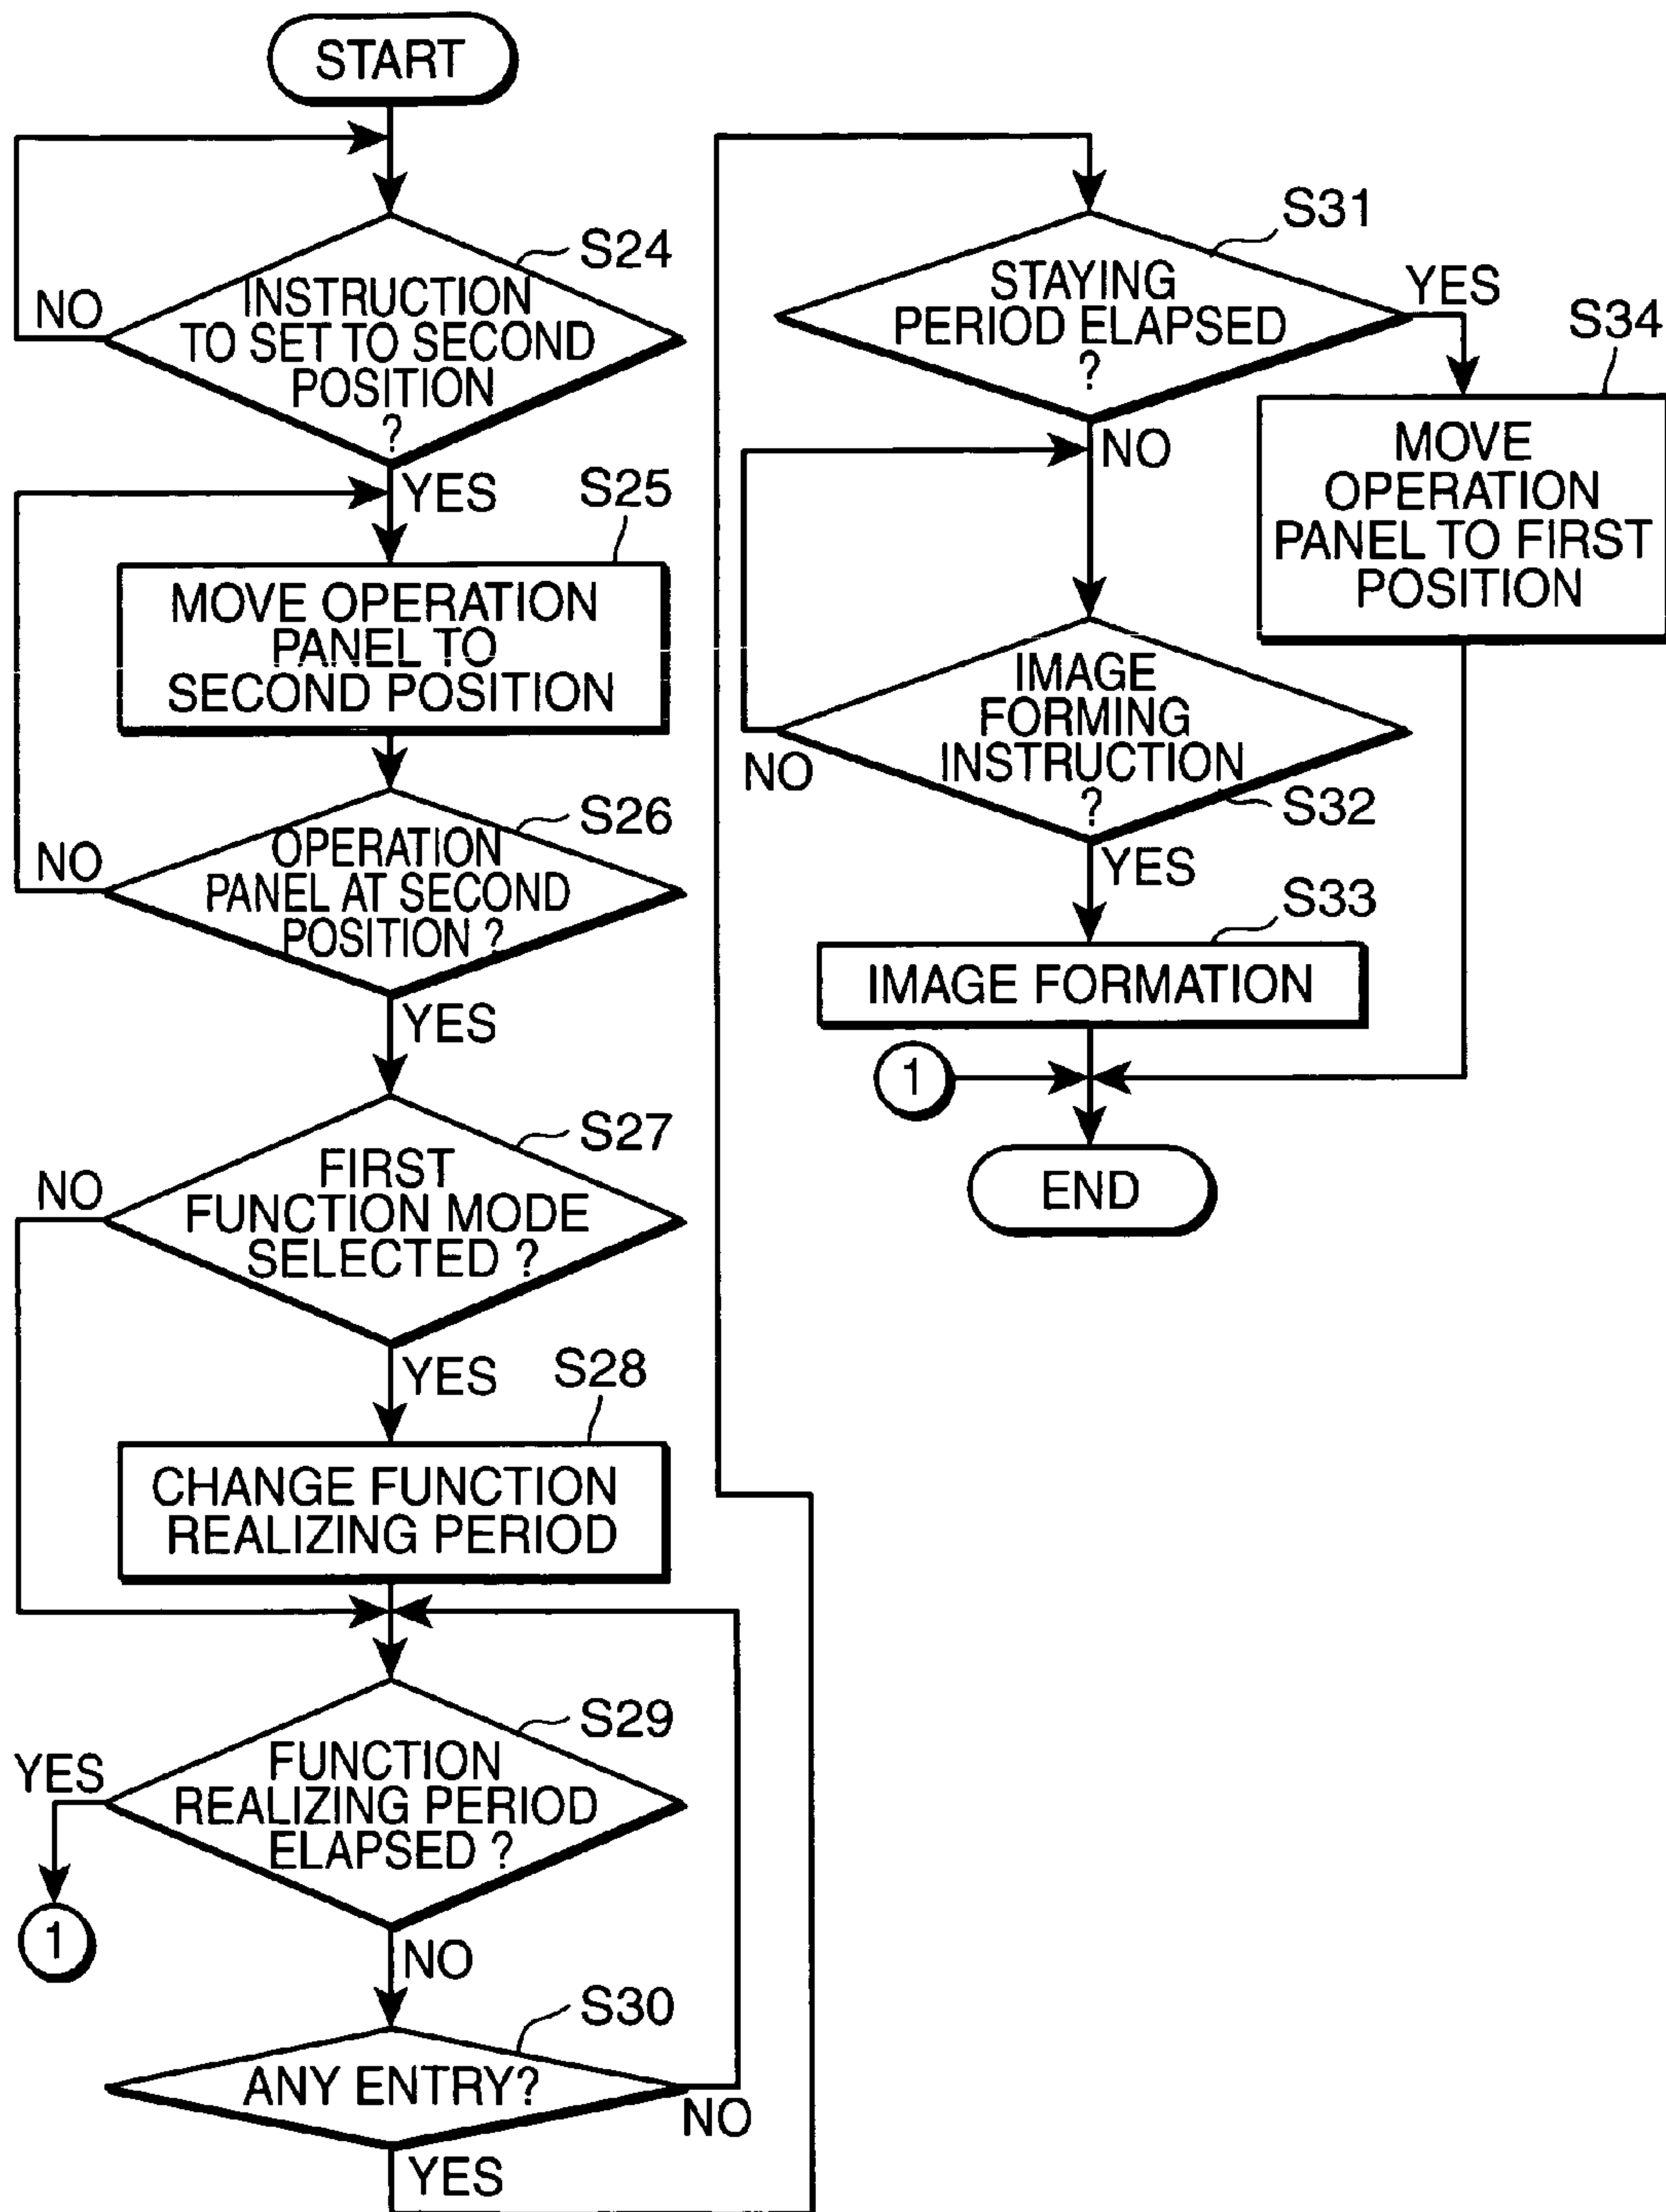 START
S24
INSTRUCTION
TO SET TO SECOND
POSITION
?
NO
YES
S25
MOVE OPERATION
PANEL TO
SECOND POSITION
S26
OPERATION
PANEL AT SECOND
POSITION ?
NO
YES
S27
FIRST
FUNCTION MODE
SELECTED ?
NO
YES
S28
CHANGE FUNCTION
REALIZING PERIOD
S29
FUNCTION
REALIZING PERIOD
ELAPSED ?
YES
1
NO
S30
ANY ENTRY?
NO
YES
S31
STAYING
PERIOD ELAPSED
?
YES
NO
S34
MOVE
OPERATION
PANEL TO FIRST
POSITION
IMAGE
FORMING
INSTRUCTION
?
S32
NO
YES
S33
IMAGE FORMATION
1
END